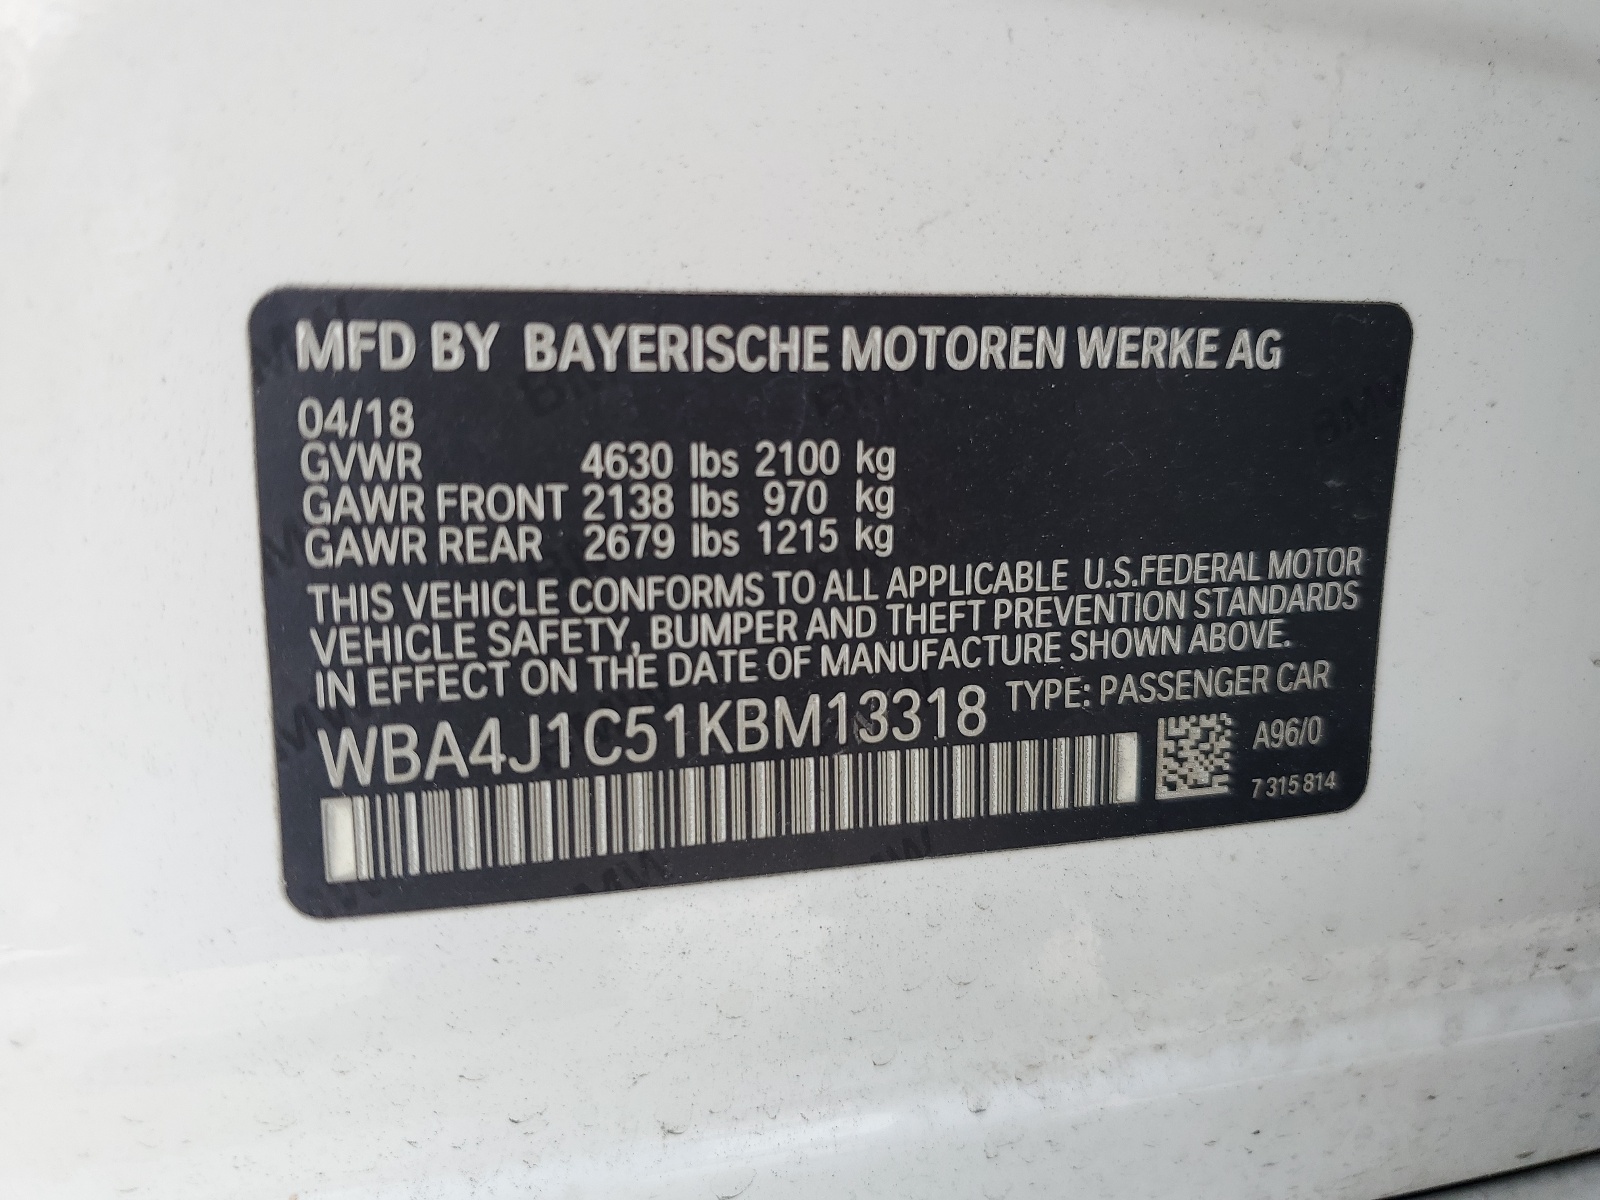 MFD BY BAYERISCHE MOTOREN WERKE AG
04/18
GVWR 4630 lbs 2100 kg
GAWR FRONT 2138 lbs 970 kg
GAWR REAR 2679 lbs 1215 kg
THIS VEHICLE CONFORMS TO ALL APPLICABLE U.S.FEDERAL MOTOR
VEHICLE SAFETY, BUMPER AND THEFT PREVENTION STANDARDS
IN EFFECT ON THE DATE OF MANUFACTURE SHOWN ABOVE.
WBA4J1C51KBM13318 TYPE: PASSENGER CAR
A96/0
7 315 814